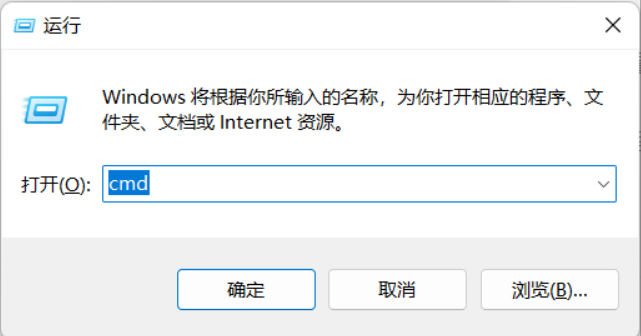 运行
Windows 将根据你所输入的名称，为你打开相应的程序、文
件夹、文档或 Internet 资源。
打开(O): cmd
确定 取消 浏览(B)...